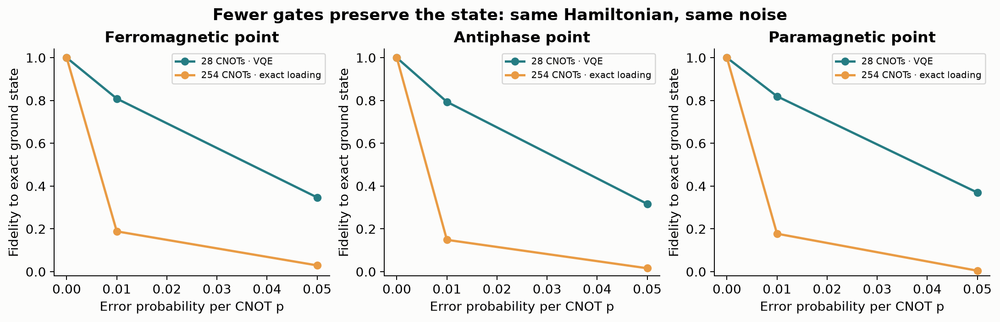 Fewer gates preserve the state: same Hamiltonian, same noise
Ferromagnetic point
Fidelity to exact ground state
1.0
0.8
0.6
0.4
0.2
0.0
28 CNOTs · VQE
254 CNOTs · exact loading
0.00 0.01 0.02 0.03 0.04 0.05
Error probability per CNOT p
Antiphase point
Fidelity to exact ground state
1.0
0.8
0.6
0.4
0.2
0.0
28 CNOTs · VQE
254 CNOTs · exact loading
0.00 0.01 0.02 0.03 0.04 0.05
Error probability per CNOT p
Paramagnetic point
Fidelity to exact ground state
1.0
0.8
0.6
0.4
0.2
0.0
28 CNOTs · VQE
254 CNOTs · exact loading
0.00 0.01 0.02 0.03 0.04 0.05
Error probability per CNOT p